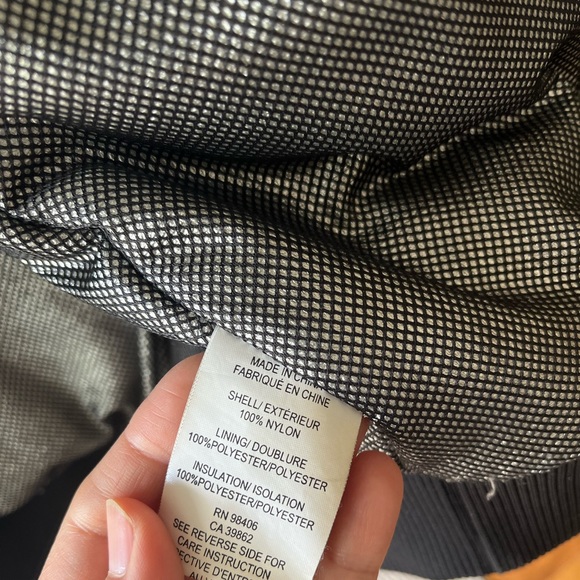 MADE IN CHINA
FABRIQUÉ EN CHINE
SHELL/ EXTÉRIEUR
100% NYLON
LINING/ DOUBLURE
100%POLYESTER/POLYESTER
INSULATION/ ISOLATION
100%POLYESTER/POLYESTER
RN 98406
CA 39862
SEE REVERSE SIDE FOR
CARE INSTRUCTION